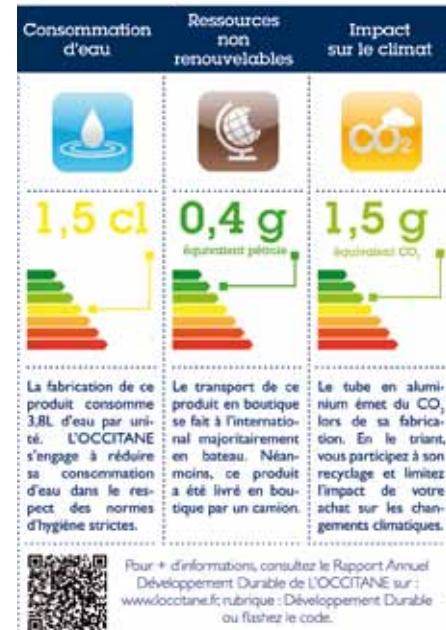 Consommation
d'eau
Ressources
non
renouvelables
Impact
sur le climat
CO2
1,5 cl
0,4 g
équivalent pétrole
1,5 g
équivalent CO2
La fabrication de ce
produit consomme
3,8L d'eau par uni-
té. L'OCCITANE
s'engage à réduire
sa consommation
d'eau dans le res-
pect des normes
d'hygiène strictes.
Le transport de ce
produit en boutique
se fait à l'internatio-
nal majoritairement
en bateau. Néan-
moins, ce produit
a été livré en bou-
tique par un camion.
Le tube en alumi-
nium émet du CO2
lors de sa fabrica-
tion. En le triant,
vous participez à son
recyclage et limitez
l'impact de votre
achat sur les chan-
gements climatiques.
Pour + d'informations, consultez le Rapport Annuel
Développement Durable de L'OCCITANE sur :
www.loccitane.fr, rubrique : Développement Durable
ou flashez le code.